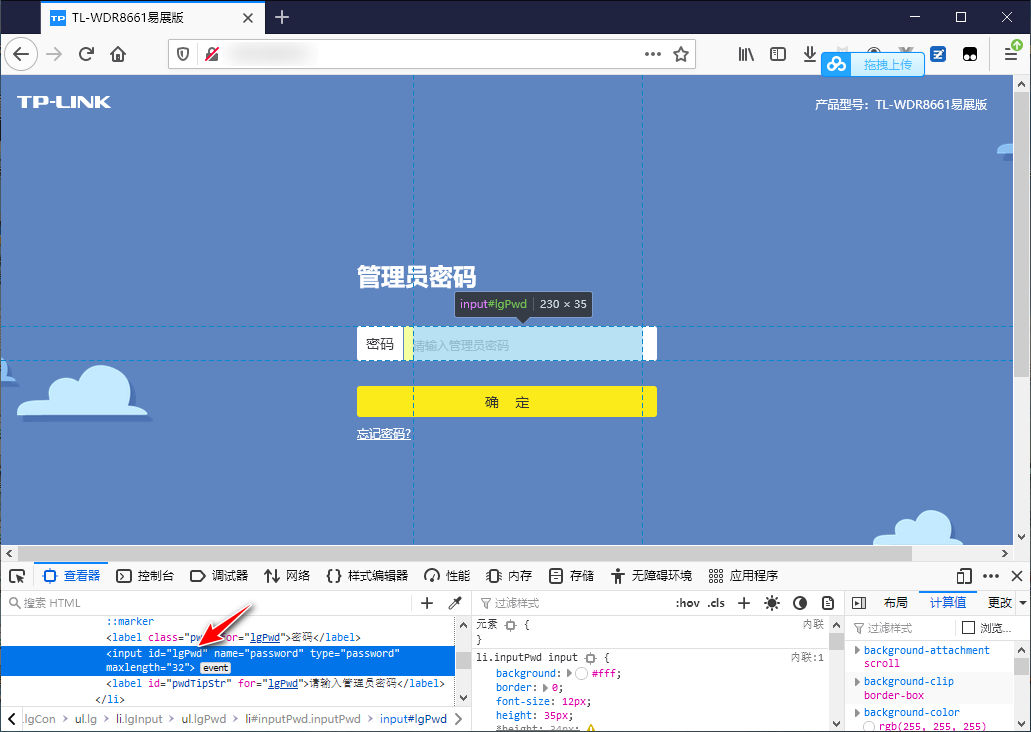 TP TL-WDR8661易展版
拖拽上传
TP-LINK
产品型号：TL-WDR8661易展版
管理员密码
input#lgPwd 230 × 35
密码 请输入管理员密码
确 定
忘记密码?
查看器 控制台 调试器 网络 样式编辑器 性能 内存 存储 无障碍环境 应用程序
搜索 HTML
过滤样式 :hov .cls
布局 计算值 更改
::marker
<label class="pw or="lgPwd">密码</label>
<input id="lgPwd" name="password" type="password"
maxlength="32"> event
<label id="pwdTipStr" for="lgPwd">请输入管理员密码</label>
</li>
.lgCon > ul.lg > li.lgInput > ul.lgPwd > li#inputPwd.inputPwd > input#lgPwd
元素 { 内联
}
li.inputPwd input { 内联:1
background: #fff;
border: 0;
font-size: 12px;
height: 35px;
*height: 34px;
过滤样式 浏览...
background-attachment
scroll
background-clip
border-box
background-color
rgb(255, 255, 255)